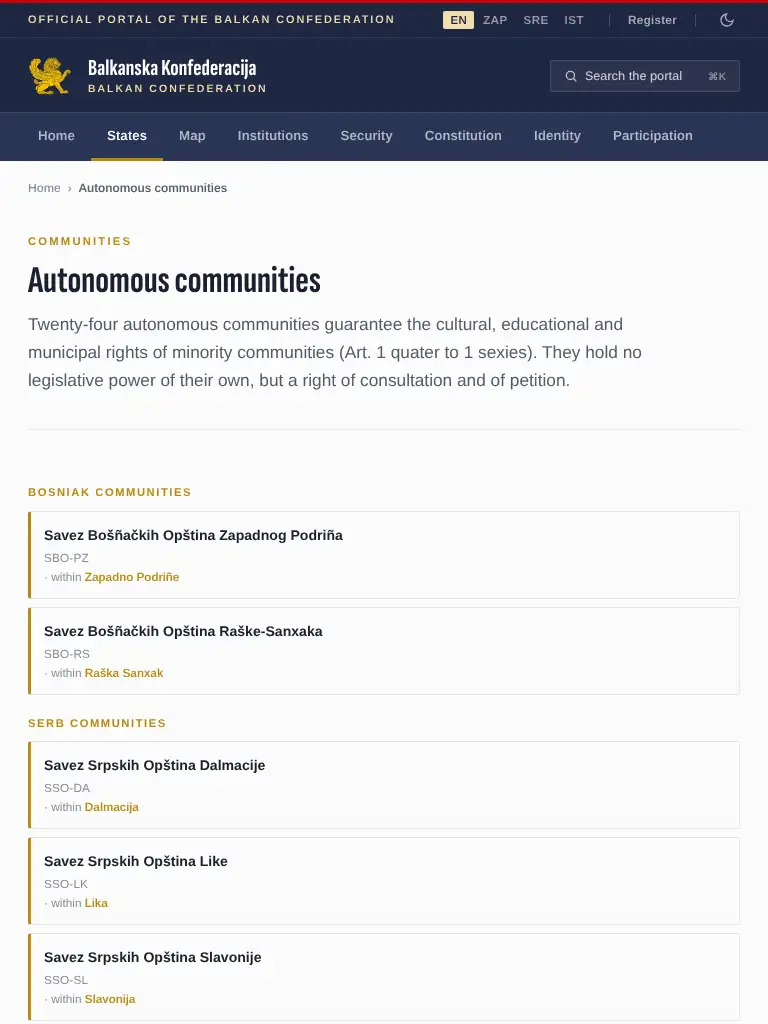 OFFICIAL PORTAL OF THE BALKAN CONFEDERATION
EN ZAP SRE IST Register
Balkanska Konfederacija
BALKAN CONFEDERATION
Search the portal ⌘K
Home States Map Institutions Security Constitution Identity Participation
Home › Autonomous communities
COMMUNITIES
Autonomous communities
Twenty-four autonomous communities guarantee the cultural, educational and
municipal rights of minority communities (Art. 1 quater to 1 sexies). They hold no
legislative power of their own, but a right of consultation and of petition.
BOSNIAK COMMUNITIES
Savez Bošñačkih Opština Zapadnog Podriña
SBO-PZ
· within Zapadno Podriñe
Savez Bošñačkih Opština Raške-Sanxaka
SBO-RS
· within Raška Sanxak
SERB COMMUNITIES
Savez Srpskih Opština Dalmacije
SSO-DA
· within Dalmacija
Savez Srpskih Opština Like
SSO-LK
· within Lika
Savez Srpskih Opština Slavonije
SSO-SL
· within Slavonija